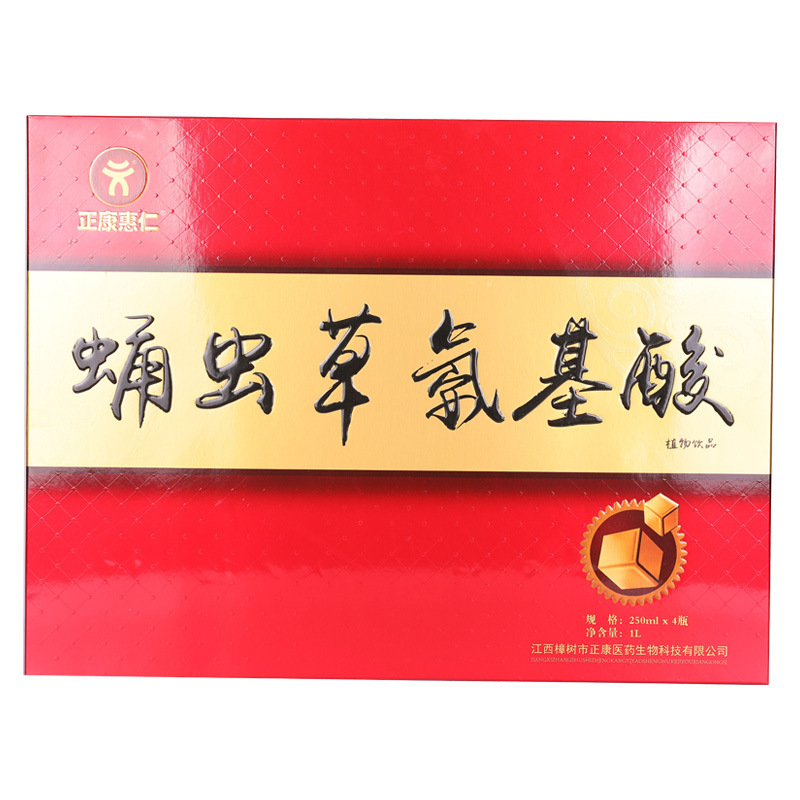 正康惠仁
蛹虫草氨基酸
植物饮品
规 格：250ml x 4瓶
净含量：1L
江西樟树市正康医药生物科技有限公司